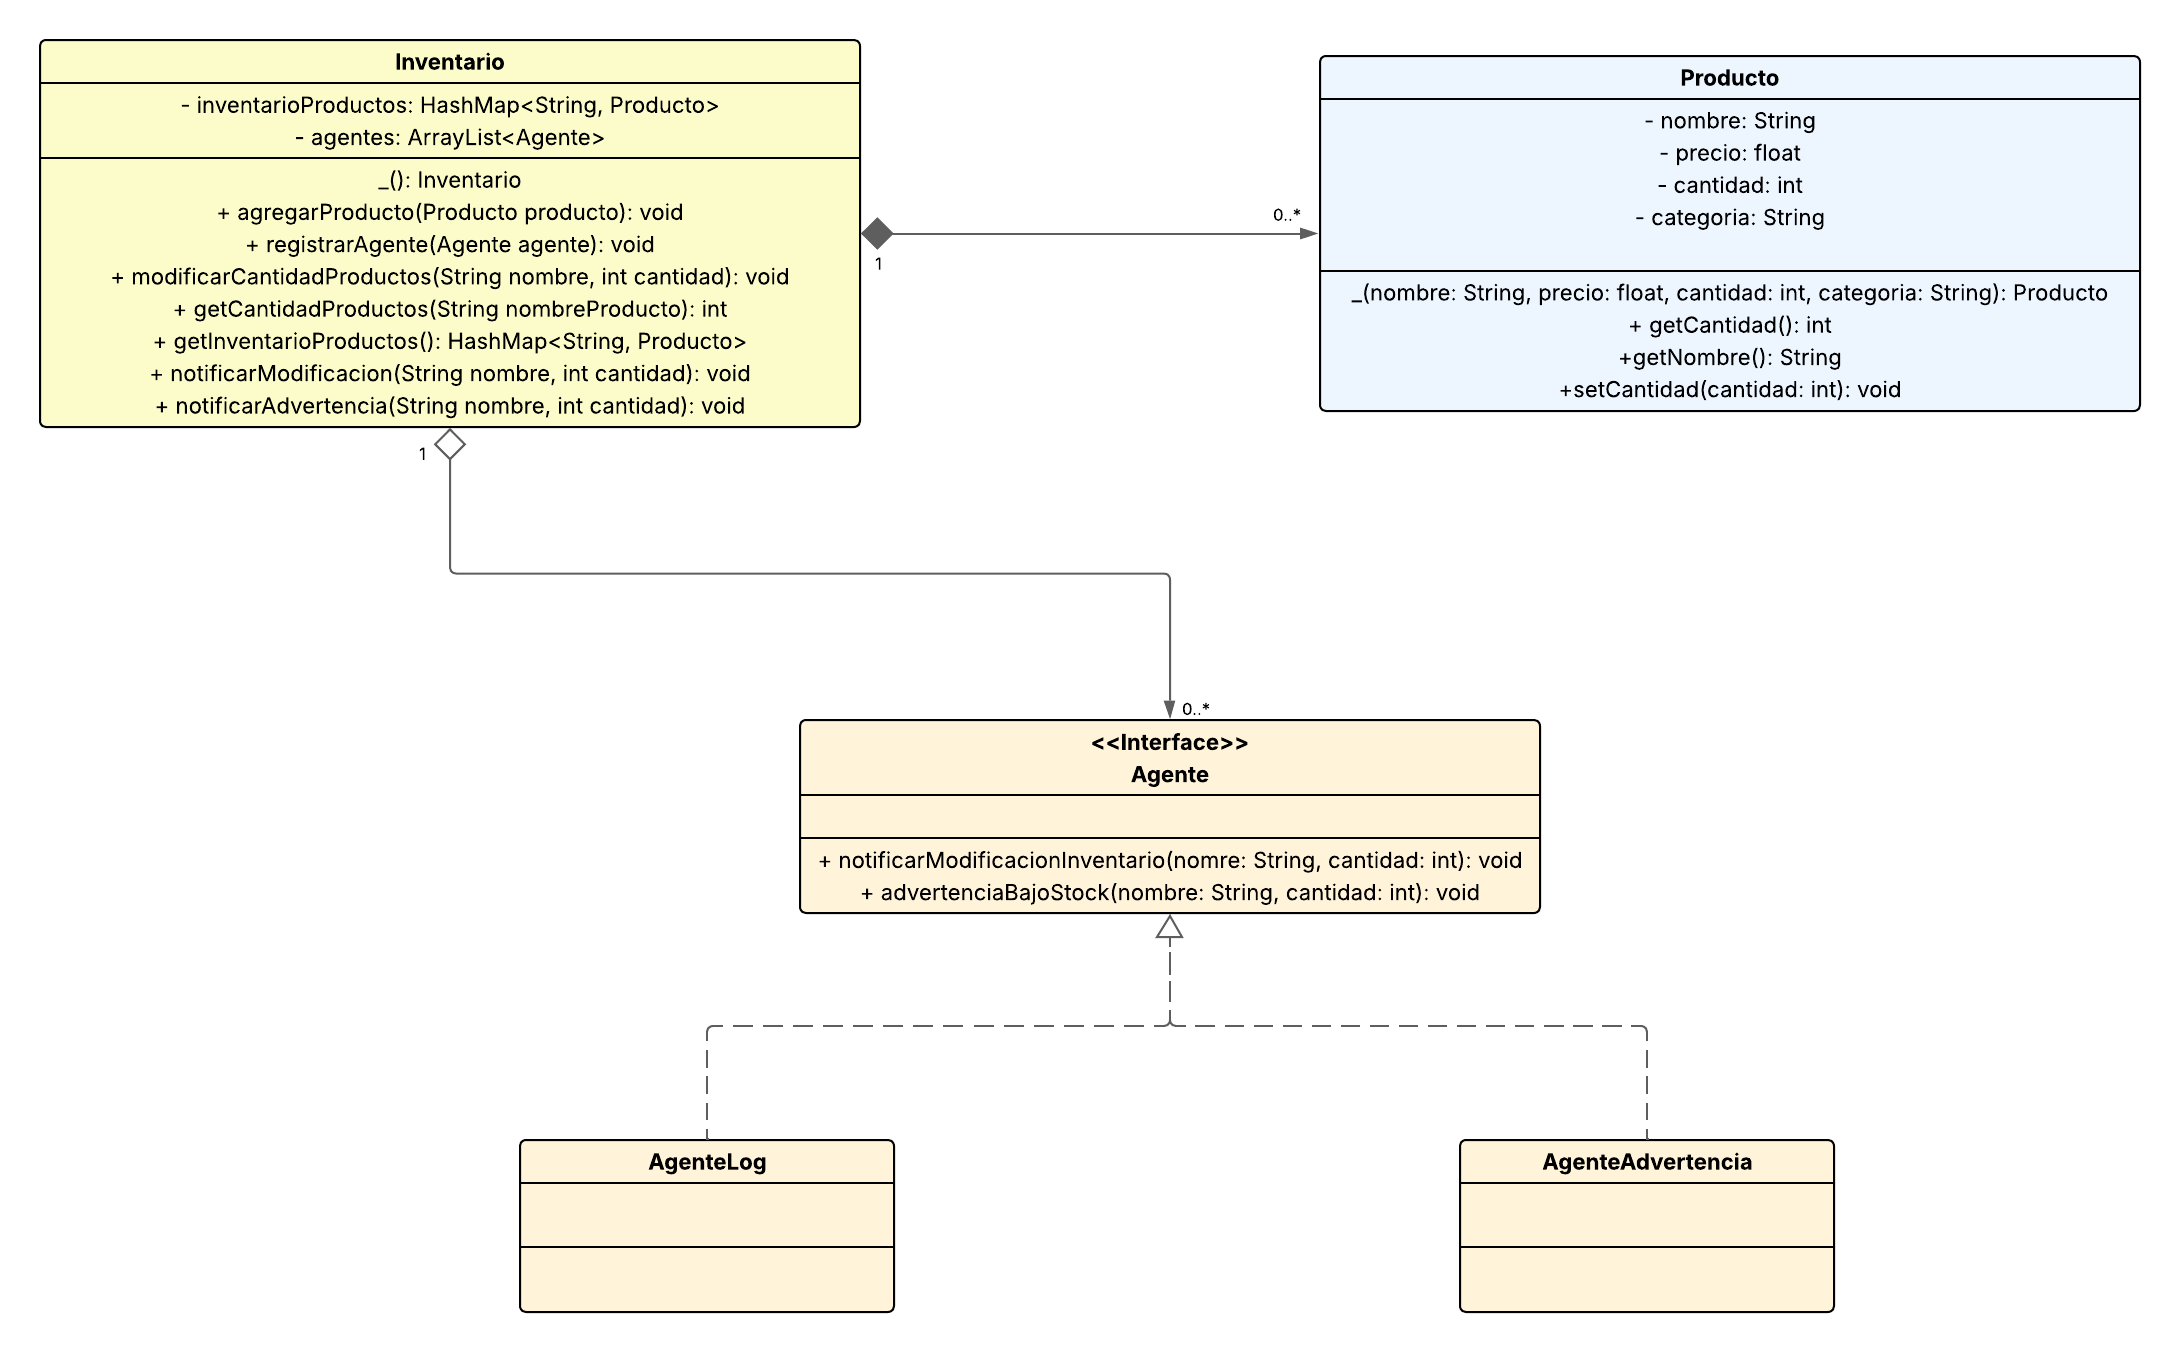 Inventario
- inventarioProductos: HashMap<String, Producto>
- agentes: ArrayList<Agente>
_(): Inventario
+ agregarProducto(Producto producto): void
+ registrarAgente(Agente agente): void
+ modificarCantidadProductos(String nombre, int cantidad): void
+ getCantidadProductos(String nombreProducto): int
+ getInventarioProductos(): HashMap<String, Producto>
+ notificarModificacion(String nombre, int cantidad): void
+ notificarAdvertencia(String nombre, int cantidad): void
1
0..*
Producto
- nombre: String
- precio: float
- cantidad: int
- categoria: String
_(nombre: String, precio: float, cantidad: int, categoria: String): Producto
+ getCantidad(): int
+getNombre(): String
+setCantidad(cantidad: int): void
1
0..*
<<Interface>>
Agente
+ notificarModificacionInventario(nomre: String, cantidad: int): void
+ advertenciaBajoStock(nombre: String, cantidad: int): void
AgenteLog
AgenteAdvertencia